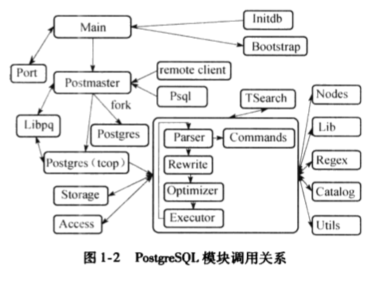 Main
Initdb
Bootstrap
Port
Postmaster
remote client
Psql
fork
Libpq
Postgres
TSearch
Nodes
Postgres (tcop)
Parser
Commands
Lib
Rewrite
Regex
Storage
Optimizer
Catalog
Access
Executor
Utils
图 1-2 PostgreSQL 模块调用关系